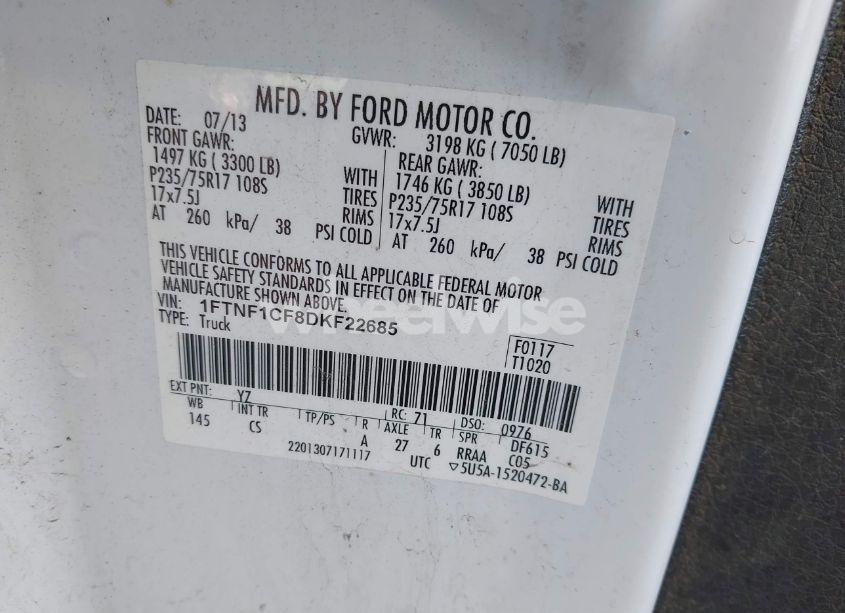 MFD. BY FORD MOTOR CO.
DATE: 07/13
GVWR: 3198 KG ( 7050 LB)
FRONT GAWR:
1497 KG ( 3300 LB)
WITH
P235/75R17 108S
TIRES
17x7.5J
RIMS
AT 260 kPa/ 38 PSI COLD
REAR GAWR:
1746 KG ( 3850 LB)
WITH
P235/75R17 108S
TIRES
17x7.5J
RIMS
AT 260 kPa/ 38 PSI COLD
THIS VEHICLE CONFORMS TO ALL APPLICABLE FEDERAL MOTOR
VEHICLE SAFETY STANDARDS IN EFFECT ON THE DATE OF
MANUFACTURE SHOWN ABOVE.
VIN: 1FTNF1CF8DKF22685
TYPE: Truck
F0117
T1020
EXT PNT: YZ
RC: 71
DSO: 0976
WB
INT TR
TP/PS
R
AXLE
TR
SPR
DF615
145
CS
A
27
6
RRAA
C05
2201307171117
UTC
▽5U5A-1520472-BA
wheelwise